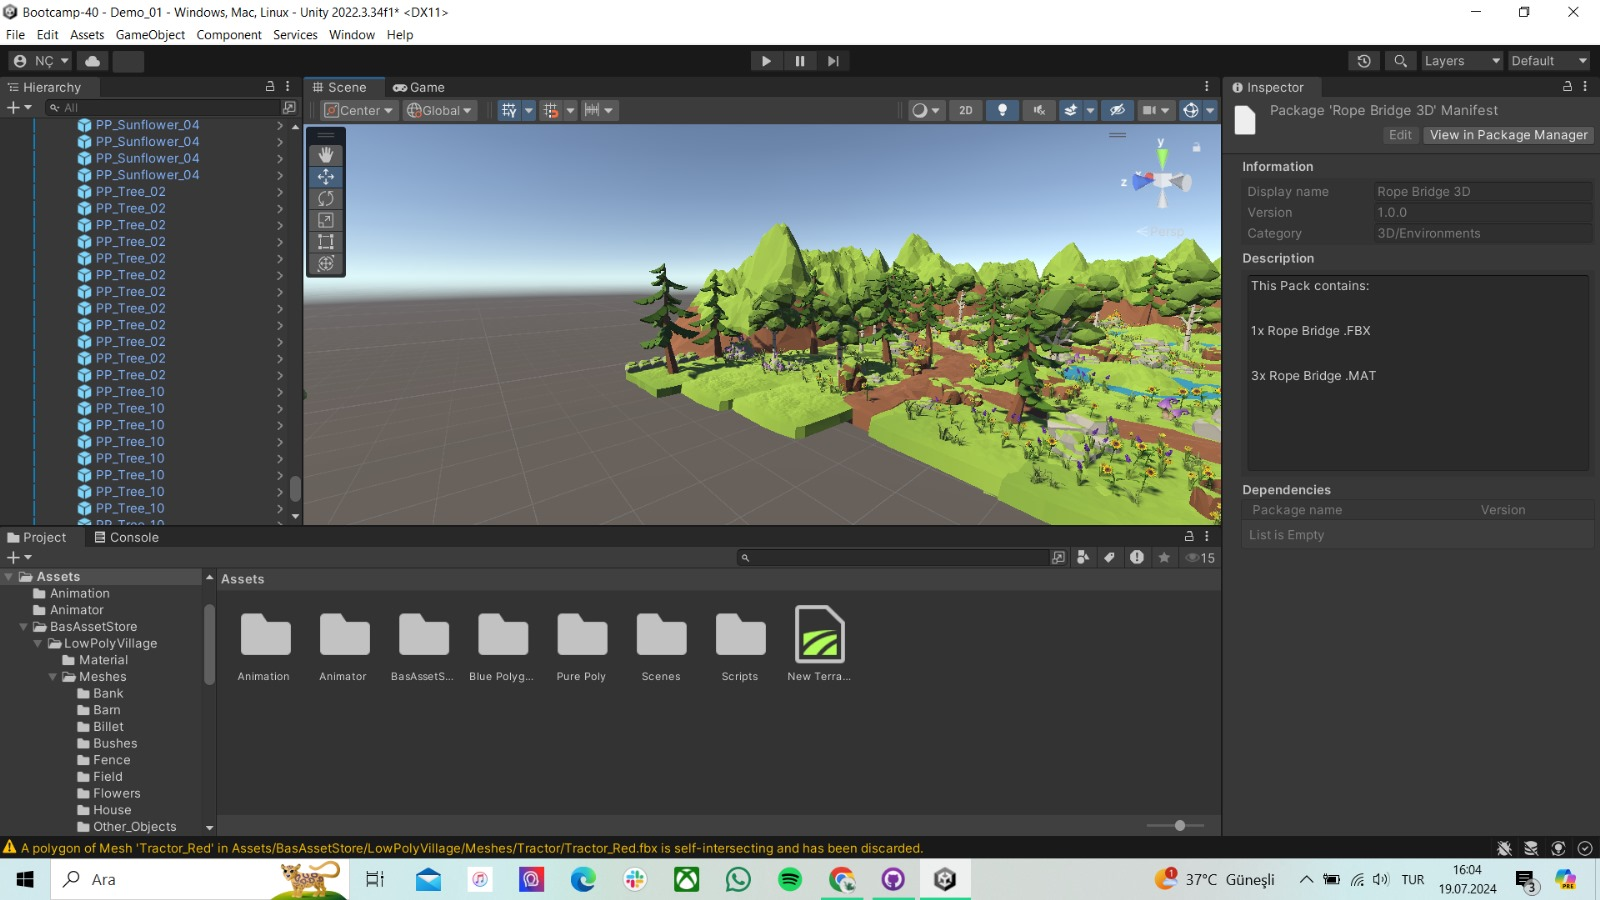 Bootcamp-40 - Demo_01 - Windows, Mac, Linux - Unity 2022.3.34f1* <DX11>
File Edit Assets GameObject Component Services Window Help
NÇ
Layers Default
Hierarchy
All
PP_Sunflower_04
PP_Sunflower_04
PP_Sunflower_04
PP_Sunflower_04
PP_Tree_02
PP_Tree_02
PP_Tree_02
PP_Tree_02
PP_Tree_02
PP_Tree_02
PP_Tree_02
PP_Tree_02
PP_Tree_02
PP_Tree_02
PP_Tree_02
PP_Tree_02
PP_Tree_10
PP_Tree_10
PP_Tree_10
PP_Tree_10
PP_Tree_10
PP_Tree_10
PP_Tree_10
PP_Tree_10
PP_Tree_10
Scene Game
Center Global 2D
y
x
z
Persp
Inspector
Package 'Rope Bridge 3D' Manifest
Edit View in Package Manager
Information
Display name Rope Bridge 3D
Version 1.0.0
Category 3D/Environments
Description
This Pack contains:
1x Rope Bridge .FBX
3x Rope Bridge .MAT
Dependencies
Package name Version
List is Empty
Project Console
15
Assets
Animation
Animator
BasAssetStore
LowPolyVillage
Material
Meshes
Bank
Barn
Billet
Bushes
Fence
Field
Flowers
House
Other_Objects
Assets
Animation Animator BasAssetS... Blue Polyg... Pure Poly Scenes Scripts New Terra...
A polygon of Mesh 'Tractor_Red' in Assets/BasAssetStore/LowPolyVillage/Meshes/Tractor/Tractor_Red.fbx is self-intersecting and has been discarded.
Ara
1
37°C Güneşli
TUR
16:04
19.07.2024
3
PRE